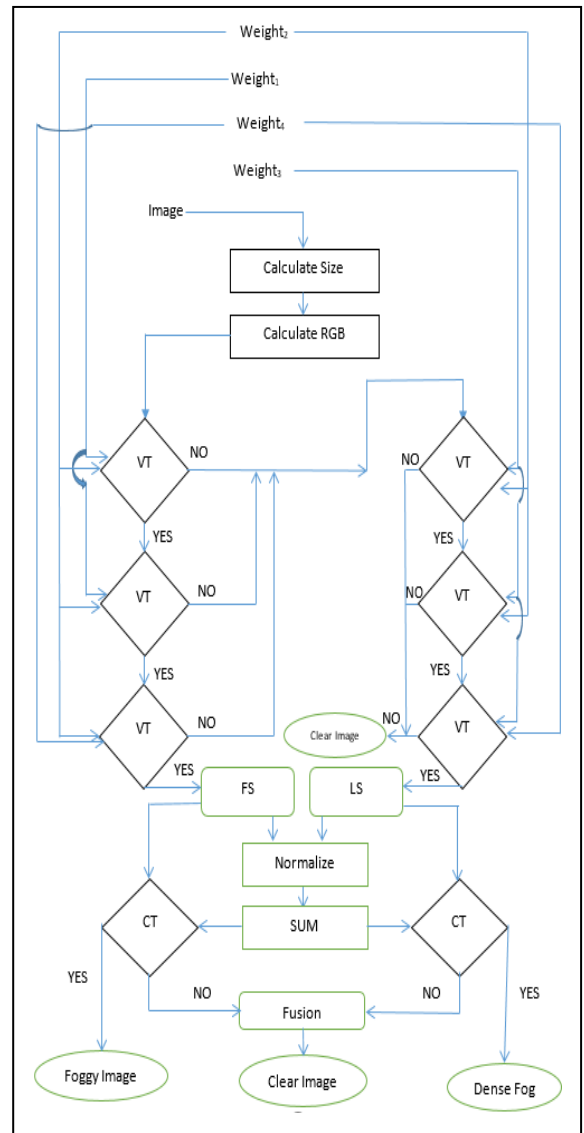 Weight₂
Weight₁
Weight₄
Weight₃
Image
Calculate Size
Calculate RGB
VT
NO
NO
VT
YES
YES
VT
NO
NO
VT
YES
YES
VT
NO
Clear Image
NO
VT
YES
YES
FS
LS
Normalize
CT
SUM
CT
YES
NO
NO
YES
Fusion
Foggy Image
Clear Image
Dense Fog